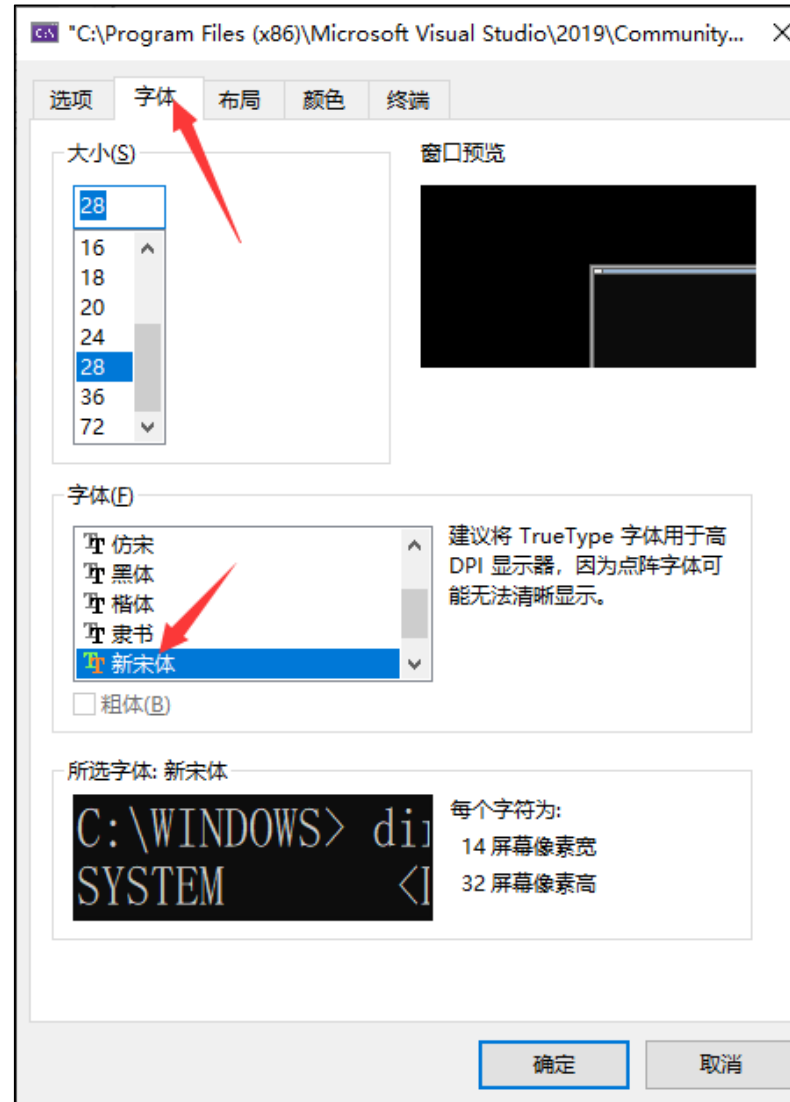 "C:\Program Files (x86)\Microsoft Visual Studio\2019\Community...
选项 字体 布局 颜色 终端
大小(S)
窗口预览
28
16
18
20
24
28
36
72
字体(F)
仿宋
黑体
楷体
隶书
新宋体
建议将 TrueType 字体用于高
DPI 显示器，因为点阵字体可
能无法清晰显示。
粗体(B)
所选字体: 新宋体
C:\WINDOWS> dir
SYSTEM <D
每个字符为:
14 屏幕像素宽
32 屏幕像素高
确定 取消